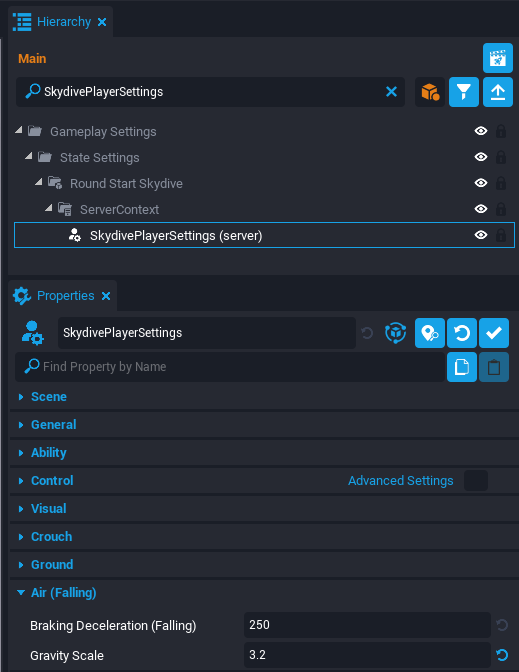 Hierarchy
Main
SkydivePlayerSettings
Gameplay Settings
State Settings
Round Start Skydive
ServerContext
SkydivePlayerSettings (server)
Properties
SkydivePlayerSettings
Find Property by Name
Scene
General
Ability
Control Advanced Settings
Visual
Crouch
Ground
Air (Falling)
Braking Deceleration (Falling) 250
Gravity Scale 3.2